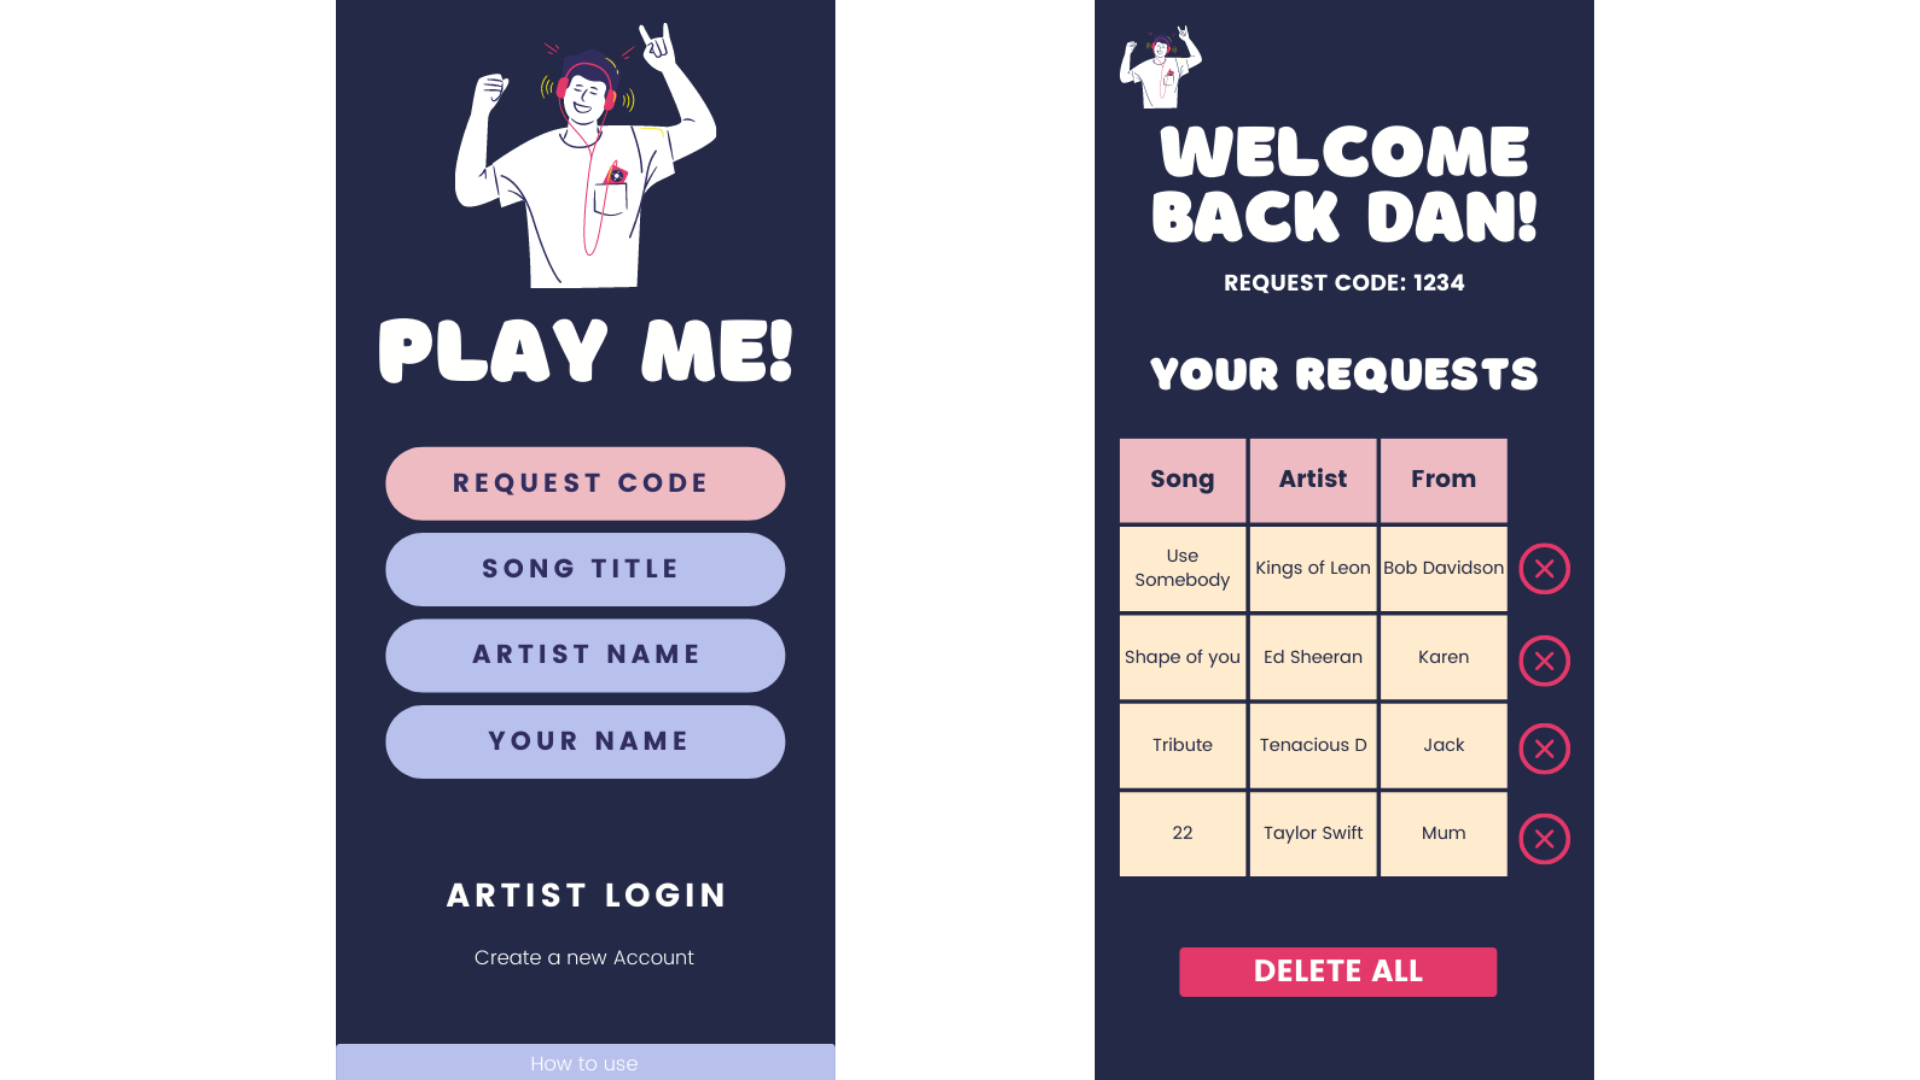 PLAY ME!
REQUEST CODE
SONG TITLE
ARTIST NAME
YOUR NAME
ARTIST LOGIN
Create a new Account
How to use
WELCOME
BACK DAN!
REQUEST CODE: 1234
YOUR REQUESTS
Song Artist From
Use
Somebody Kings of Leon Bob Davidson
Shape of you Ed Sheeran Karen
Tribute Tenacious D Jack
22 Taylor Swift Mum
DELETE ALL